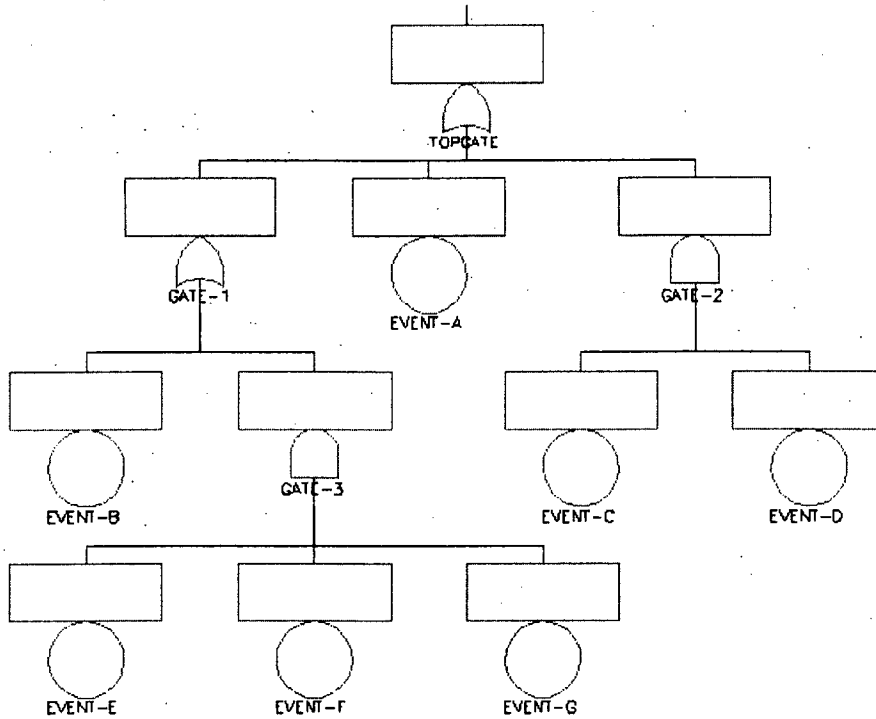 TOPGATE
GATE-1
EVENT-A
GATE-2
EVENT-B
GATE-3
EVENT-C
EVENT-D
EVENT-E
EVENT-F
EVENT-G